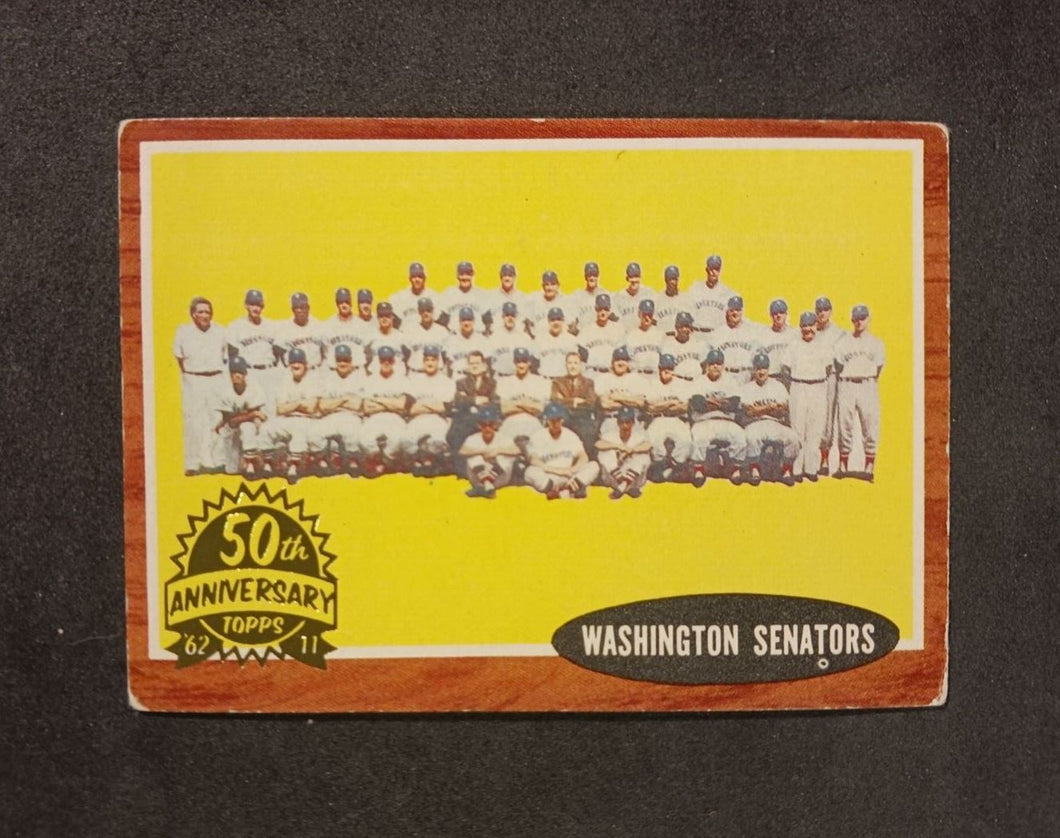 50th
ANNIVERSARY
TOPPS
'62 11
WASHINGTON SENATORS